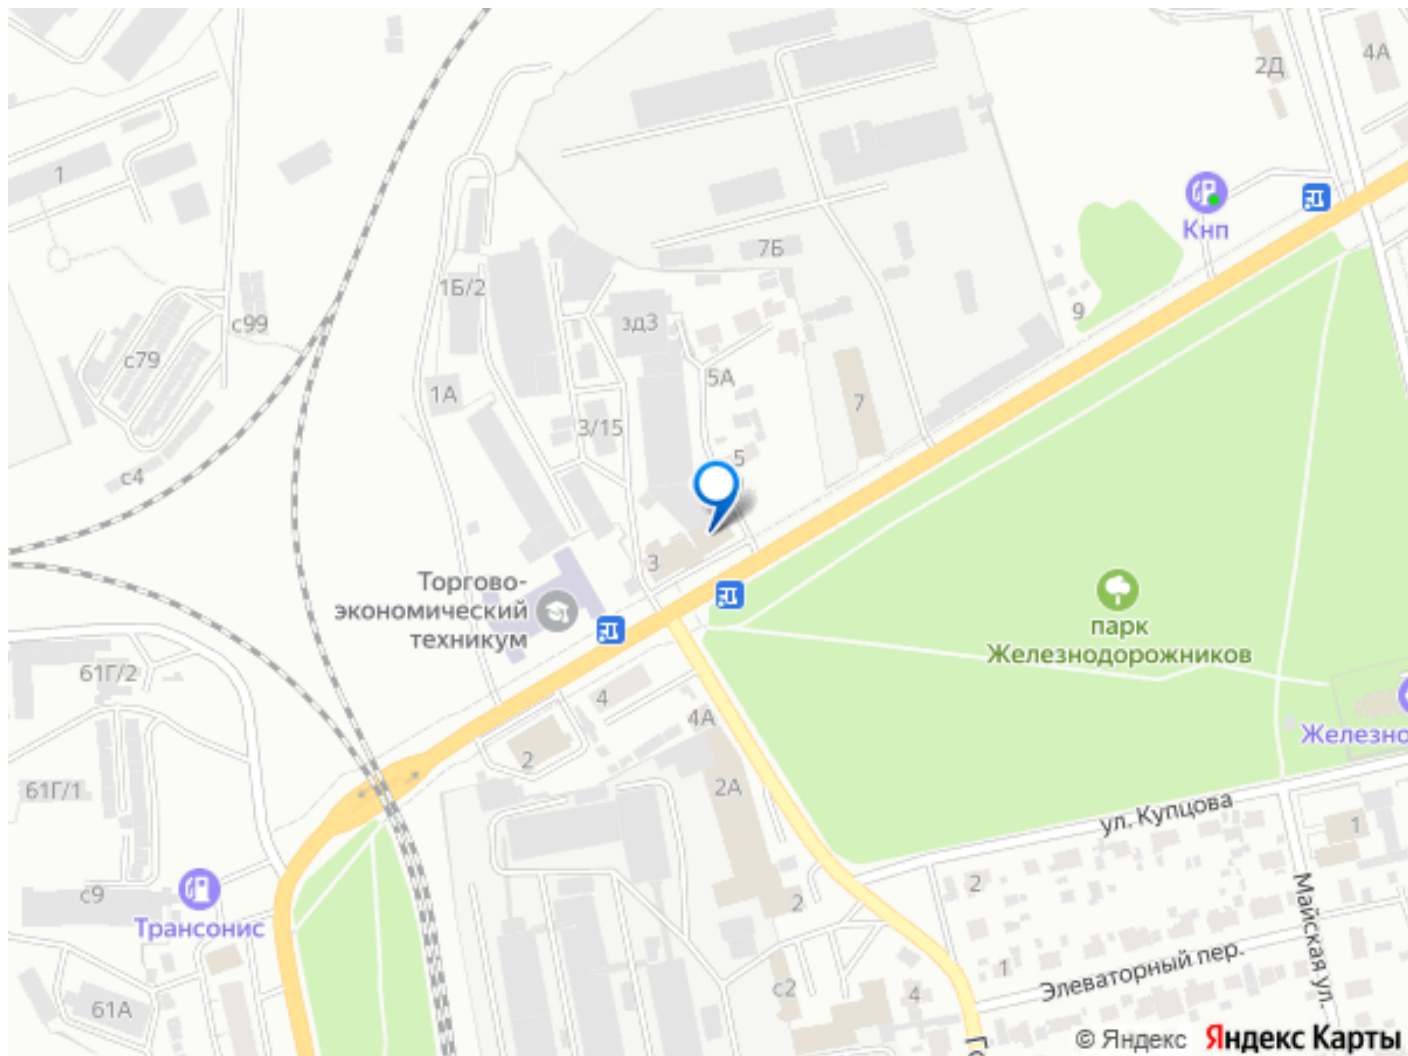 2Д
4А
1
Кнп
7Б
1Б/2
с99
зд3
9
с79
5А
1А
7
3/15
5
с4
3
Торгово-
экономический
техникум
парк
Железнодорожников
61Г/2
4
4А
Железно
2
61Г/1
2А
ул. Купцова
1
2
с9
2
Майская ул.
Трансонис
Элеваторный пер.
1
с2
4
61А
© Яндекс Яндекс Карты